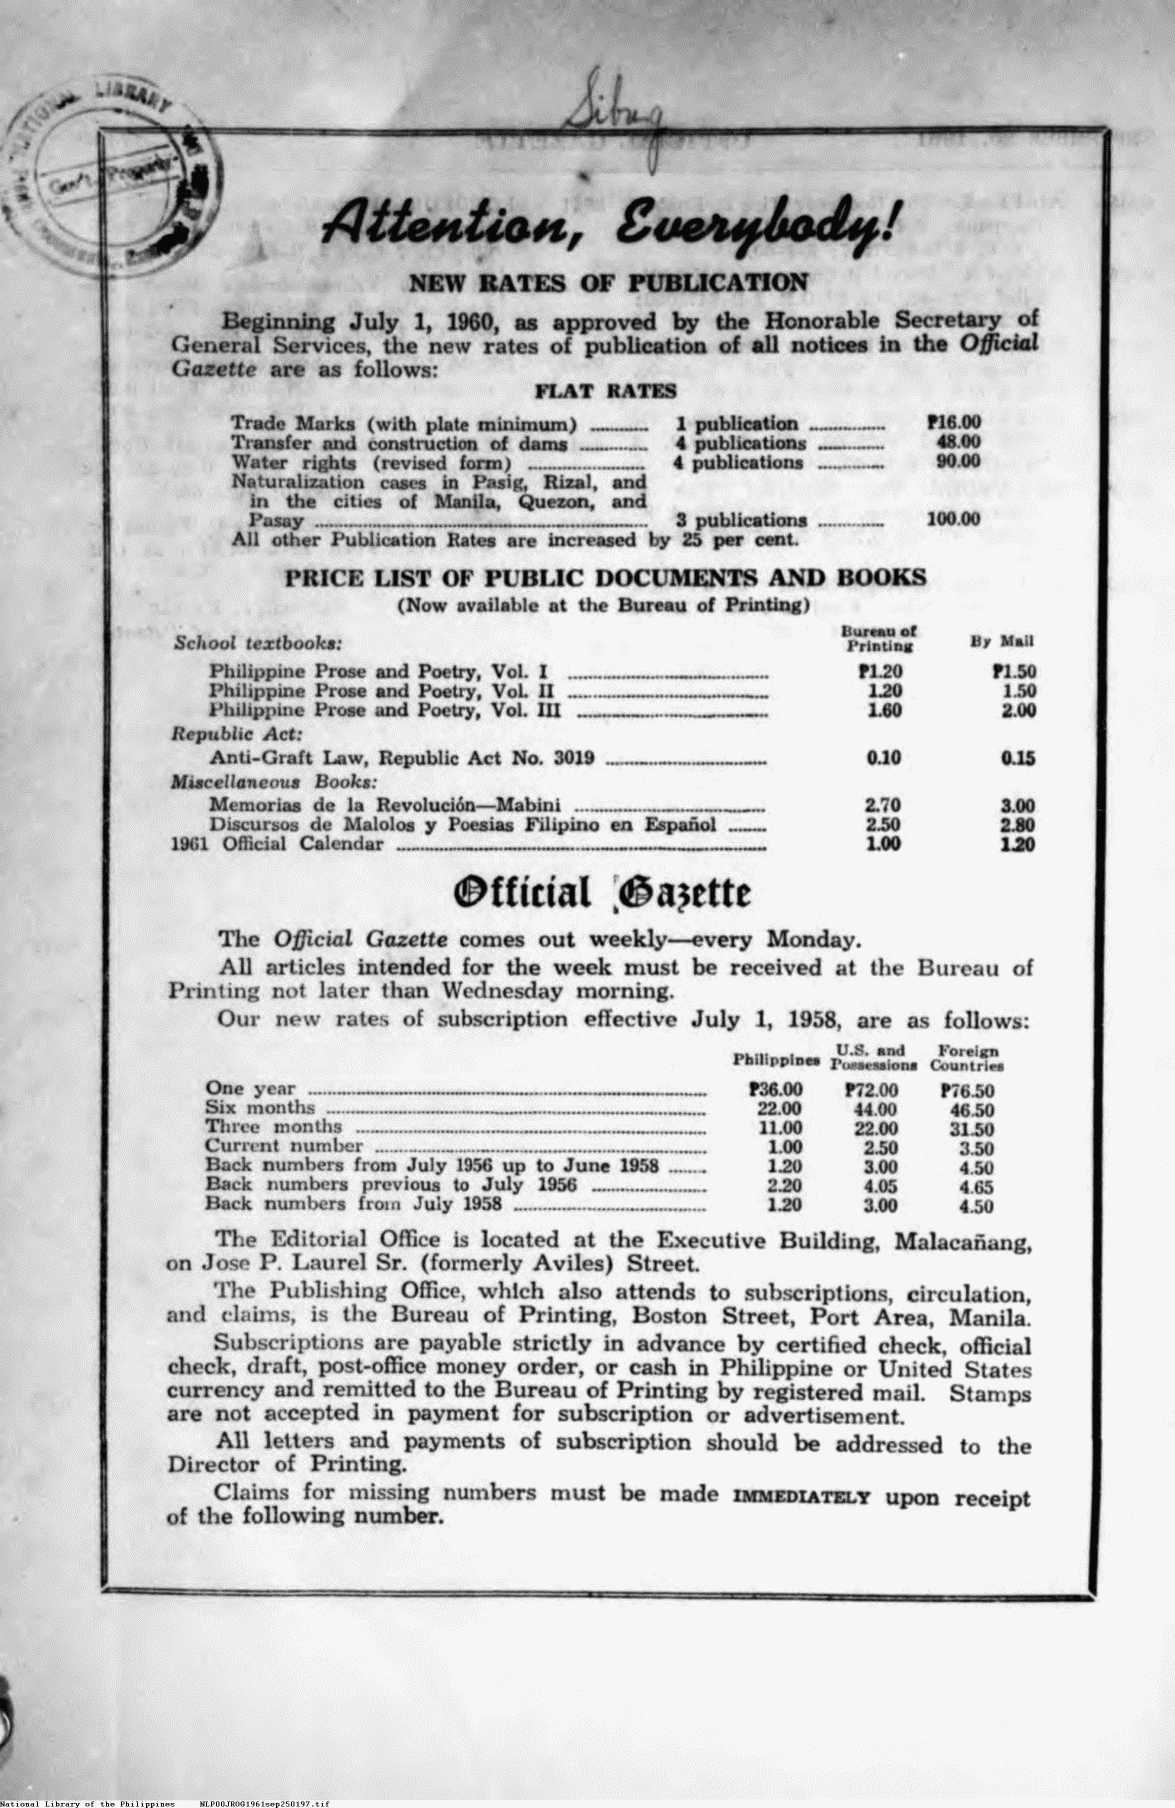 NATIONAL LIBRARY
Gov't. Property
Sibug
Attention, Everybody!
NEW RATES OF PUBLICATION
Beginning July 1, 1960, as approved by the Honorable Secretary of
General Services, the new rates of publication of all notices in the Official
Gazette are as follows:
FLAT RATES
Trade Marks (with plate minimum) ............ 1 publication ................ ₱16.00
Transfer and construction of dams .............. 4 publications .............. 48.00
Water rights (revised form) ........................ 4 publications .............. 90.00
Naturalization cases in Pasig, Rizal, and
in the cities of Manila, Quezon, and
Pasay ...................................................................... 3 publications .............. 100.00
All other Publication Rates are increased by 25 per cent.
PRICE LIST OF PUBLIC DOCUMENTS AND BOOKS
(Now available at the Bureau of Printing)
School textbooks: Bureau of Printing By Mail
Philippine Prose and Poetry, Vol. I .......................................... ₱1.20 ₱1.50
Philippine Prose and Poetry, Vol. II .......................................... 1.20 1.50
Philippine Prose and Poetry, Vol. III ........................................ 1.60 2.00
Republic Act:
Anti-Graft Law, Republic Act No. 3019 .................................. 0.10 0.15
Miscellaneous Books:
Memorias de la Revolución—Mabini ........................................ 2.70 3.00
Discursos de Malolos y Poesias Filipino en Español ........ 2.50 2.80
1961 Official Calendar .............................................................................. 1.00 1.20
Official Gazette
The Official Gazette comes out weekly—every Monday.
All articles intended for the week must be received at the Bureau of
Printing not later than Wednesday morning.
Our new rates of subscription effective July 1, 1958, are as follows:
Philippines U.S. and Possessions Foreign Countries
One year .................................................................................... ₱36.00 ₱72.00 ₱76.50
Six months ................................................................................ 22.00 44.00 46.50
Three months .......................................................................... 11.00 22.00 31.50
Current number ...................................................................... 1.00 2.50 3.50
Back numbers from July 1956 up to June 1958 ........ 1.20 3.00 4.50
Back numbers previous to July 1956 ........................ 2.20 4.05 4.65
Back numbers from July 1958 ........................................ 1.20 3.00 4.50
The Editorial Office is located at the Executive Building, Malacañang,
on Jose P. Laurel Sr. (formerly Aviles) Street.
The Publishing Office, which also attends to subscriptions, circulation,
and claims, is the Bureau of Printing, Boston Street, Port Area, Manila.
Subscriptions are payable strictly in advance by certified check, official
check, draft, post-office money order, or cash in Philippine or United States
currency and remitted to the Bureau of Printing by registered mail. Stamps
are not accepted in payment for subscription or advertisement.
All letters and payments of subscription should be addressed to the
Director of Printing.
Claims for missing numbers must be made IMMEDIATELY upon receipt
of the following number.
National Library of the Philippines NLPOOJROG1961sep250197.tif